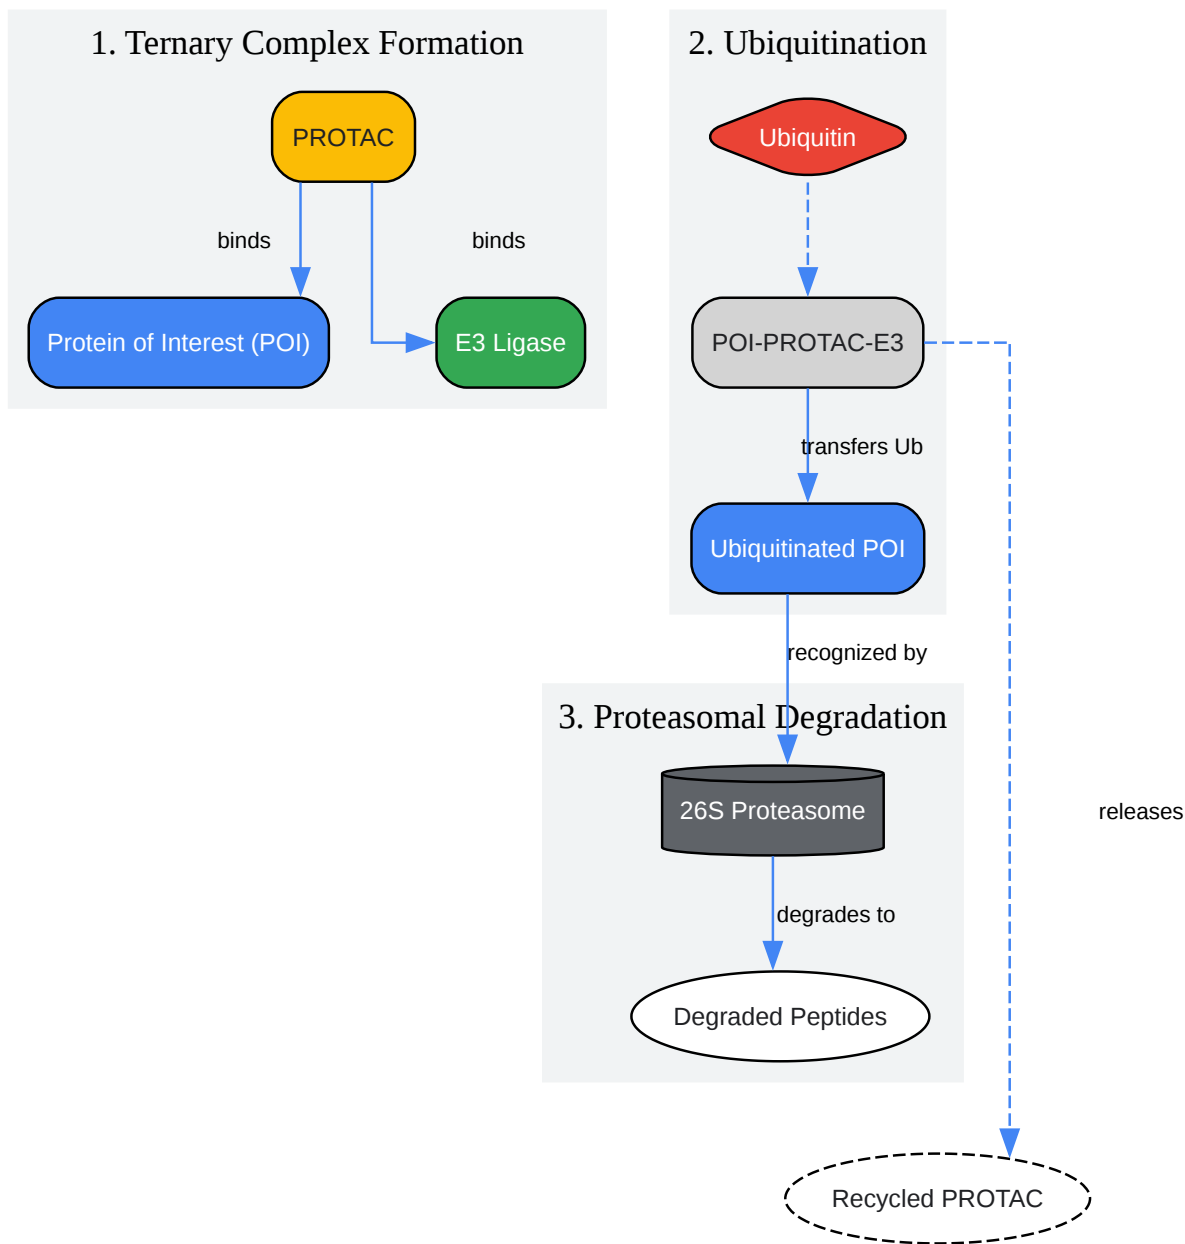 1. Ternary Complex Formation
PROTAC
binds
binds
Protein of Interest (POI)
E3 Ligase
2. Ubiquitination
Ubiquitin
POI-PROTAC-E3
transfers Ub
Ubiquitinated POI
recognized by
3. Proteasomal Degradation
26S Proteasome
releases
degrades to
Degraded Peptides
Recycled PROTAC